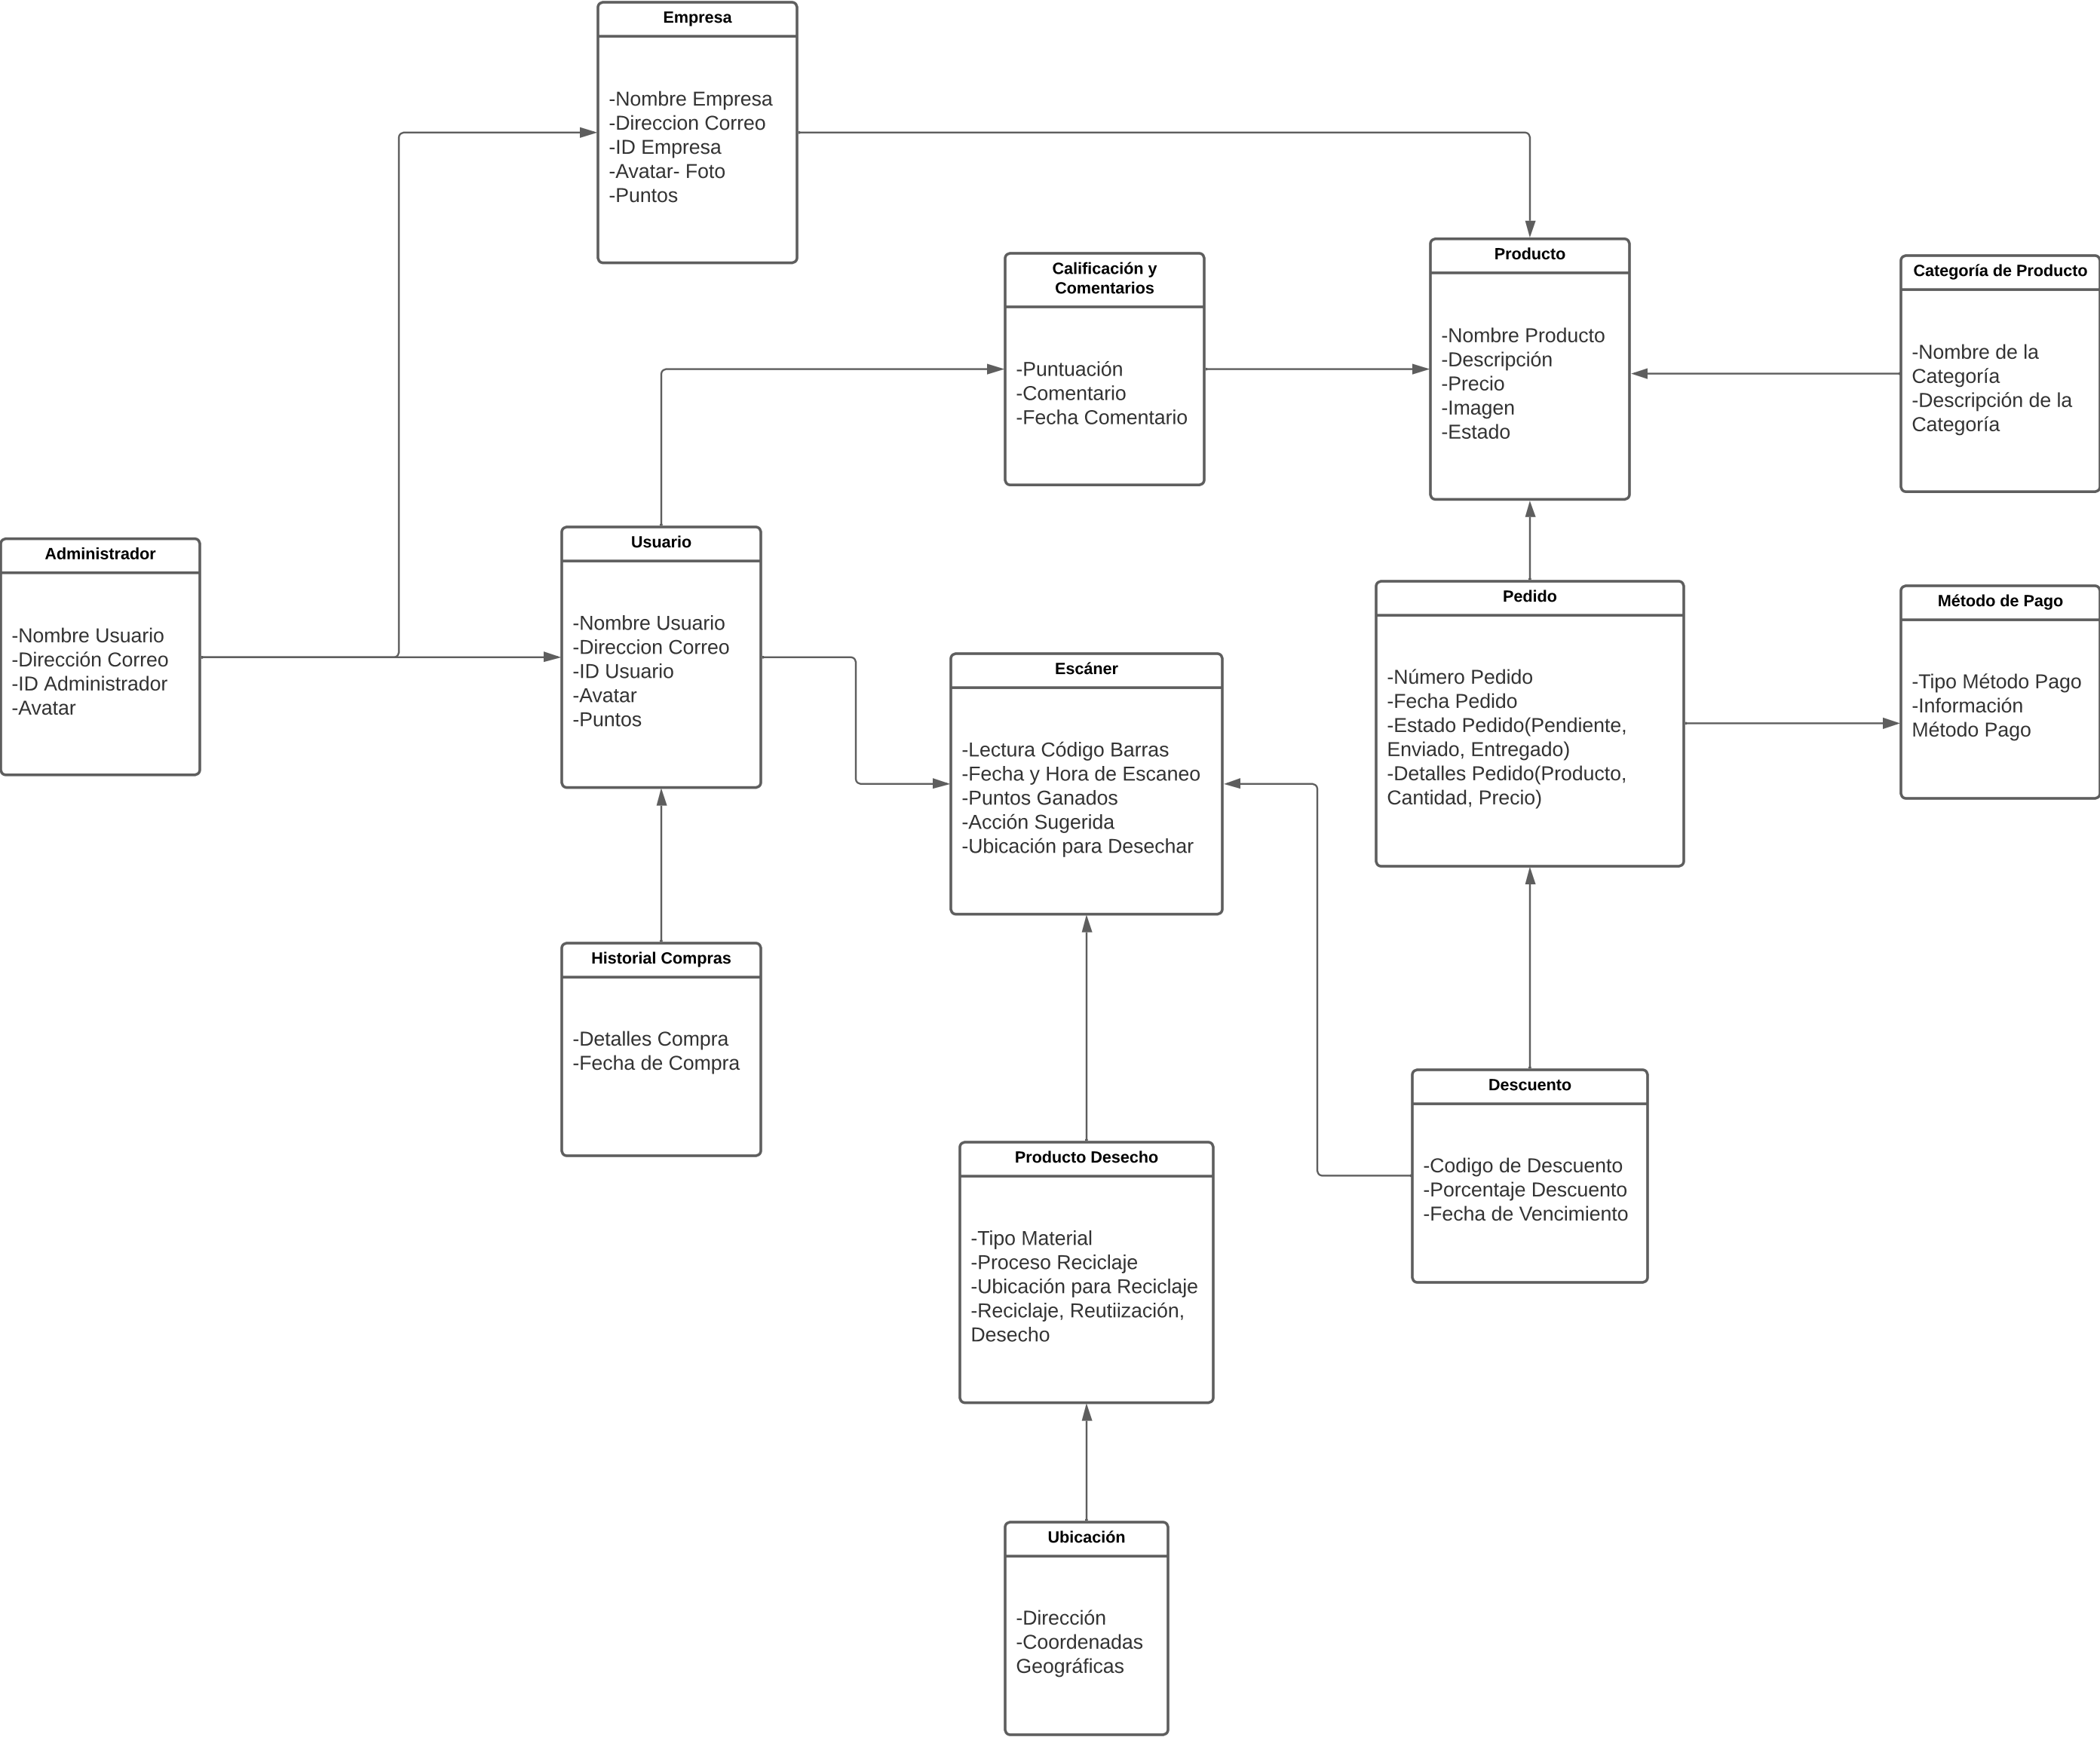 Empresa
-Nombre Empresa
-Direccion Correo
-ID Empresa
-Avatar- Foto
-Puntos
Calificación y
Comentarios
-Puntuación
-Comentario
-Fecha Comentario
Producto
-Nombre Producto
-Descripción
-Precio
-Imagen
-Estado
Categoría de Producto
-Nombre de la
Categoría
-Descripción de la
Categoría
Administrador
-Nombre Usuario
-Dirección Correo
-ID Administrador
-Avatar
Usuario
-Nombre Usuario
-Direccion Correo
-ID Usuario
-Avatar
-Puntos
Escáner
-Lectura Código Barras
-Fecha y Hora de Escaneo
-Puntos Ganados
-Acción Sugerida
-Ubicación para Desechar
Pedido
-Número Pedido
-Fecha Pedido
-Estado Pedido(Pendiente,
Enviado, Entregado)
-Detalles Pedido(Producto,
Cantidad, Precio)
Método de Pago
-Tipo Método Pago
-Información
Método Pago
Historial Compras
-Detalles Compra
-Fecha de Compra
Producto Desecho
-Tipo Material
-Proceso Reciclaje
-Ubicación para Reciclaje
-Reciclaje, Reutiización,
Desecho
Descuento
-Codigo de Descuento
-Porcentaje Descuento
-Fecha de Vencimiento
Ubicación
-Dirección
-Coordenadas
Geográficas